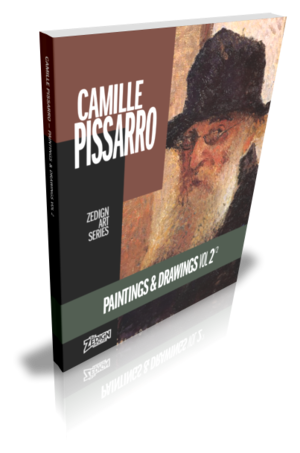 CAMILLE PISSARRO - PAINTINGS & DRAWINGS VOL 2
CAMILLE
PISSARRO
ZEDIGN
ART
SERIES
PAINTINGS & DRAWINGS VOL 2
ZEDIGN